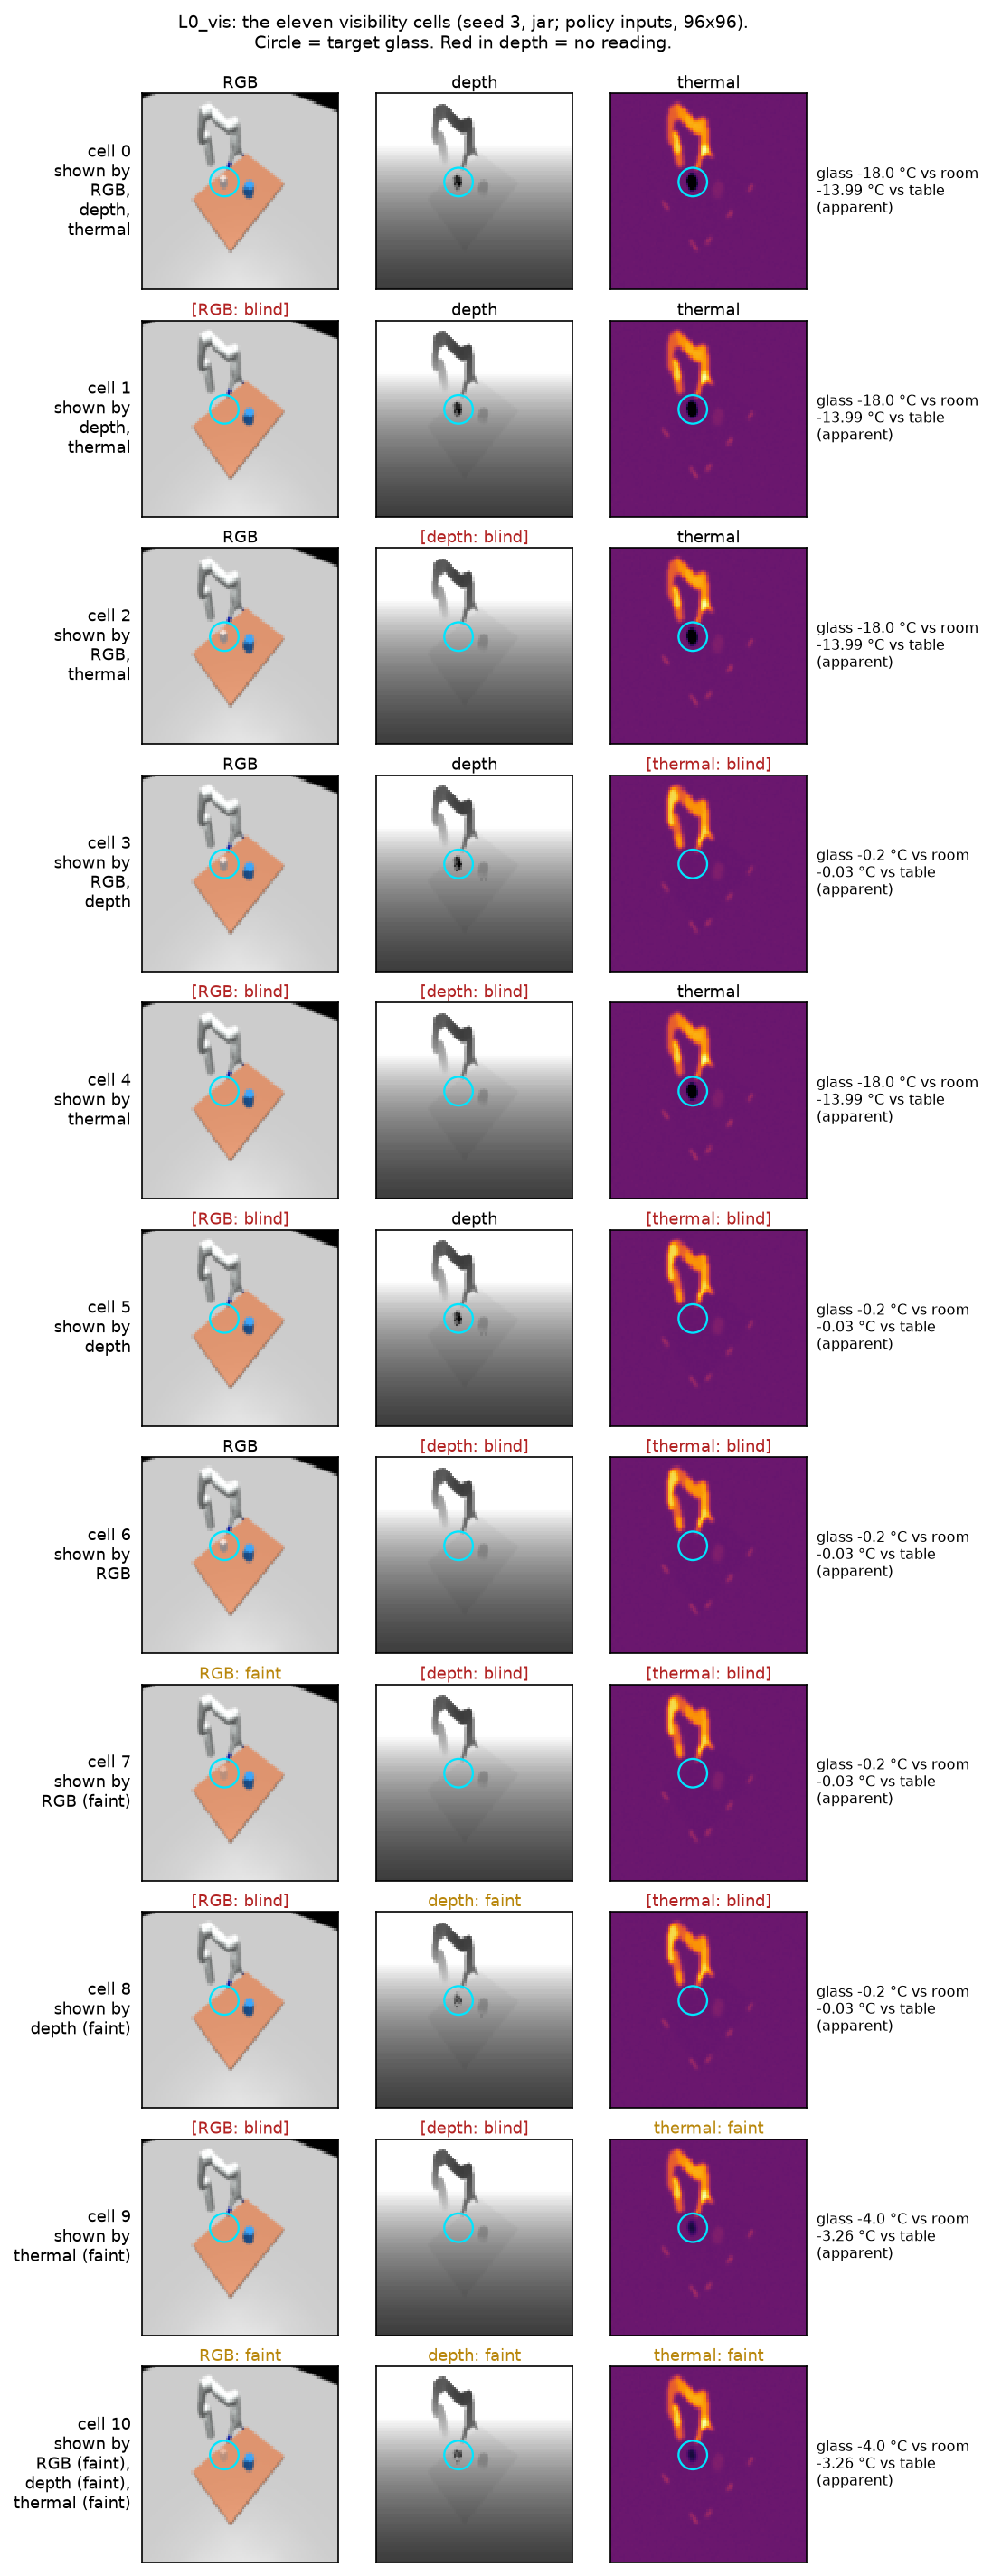 L0_vis: the eleven visibility cells (seed 3, jar; policy inputs, 96x96).
Circle = target glass. Red in depth = no reading.
RGB
depth
thermal
cell 0
shown by
RGB,
depth,
thermal
glass -18.0 °C vs room
-13.99 °C vs table
(apparent)
[RGB: blind]
depth
thermal
cell 1
shown by
depth,
thermal
glass -18.0 °C vs room
-13.99 °C vs table
(apparent)
RGB
[depth: blind]
thermal
cell 2
shown by
RGB,
thermal
glass -18.0 °C vs room
-13.99 °C vs table
(apparent)
RGB
depth
[thermal: blind]
cell 3
shown by
RGB,
depth
glass -0.2 °C vs room
-0.03 °C vs table
(apparent)
[RGB: blind]
[depth: blind]
thermal
cell 4
shown by
thermal
glass -18.0 °C vs room
-13.99 °C vs table
(apparent)
[RGB: blind]
depth
[thermal: blind]
cell 5
shown by
depth
glass -0.2 °C vs room
-0.03 °C vs table
(apparent)
RGB
[depth: blind]
[thermal: blind]
cell 6
shown by
RGB
glass -0.2 °C vs room
-0.03 °C vs table
(apparent)
RGB: faint
[depth: blind]
[thermal: blind]
cell 7
shown by
RGB (faint)
glass -0.2 °C vs room
-0.03 °C vs table
(apparent)
[RGB: blind]
depth: faint
[thermal: blind]
cell 8
shown by
depth (faint)
glass -0.2 °C vs room
-0.03 °C vs table
(apparent)
[RGB: blind]
[depth: blind]
thermal: faint
cell 9
shown by
thermal (faint)
glass -4.0 °C vs room
-3.26 °C vs table
(apparent)
RGB: faint
depth: faint
thermal: faint
cell 10
shown by
RGB (faint),
depth (faint),
thermal (faint)
glass -4.0 °C vs room
-3.26 °C vs table
(apparent)